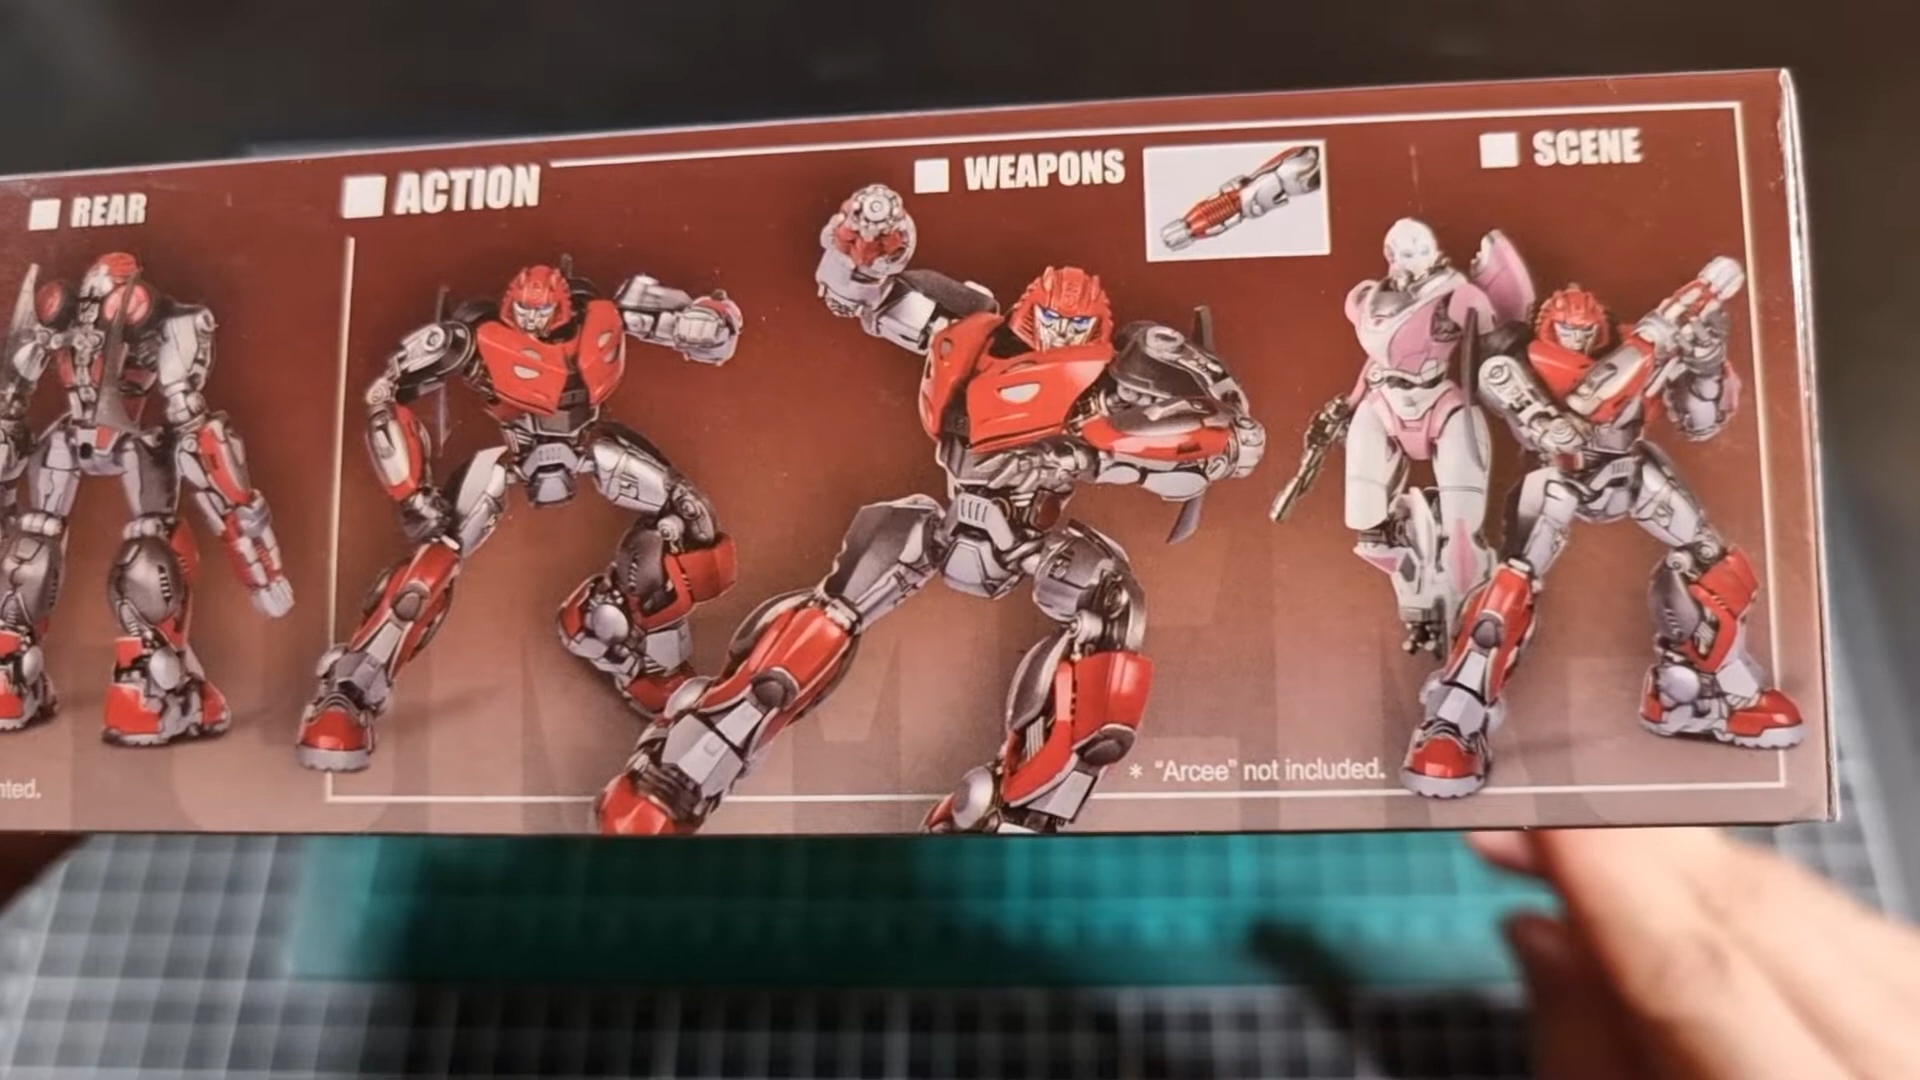 REAR
ACTION
WEAPONS
SCENE
* “Arcee” not included.